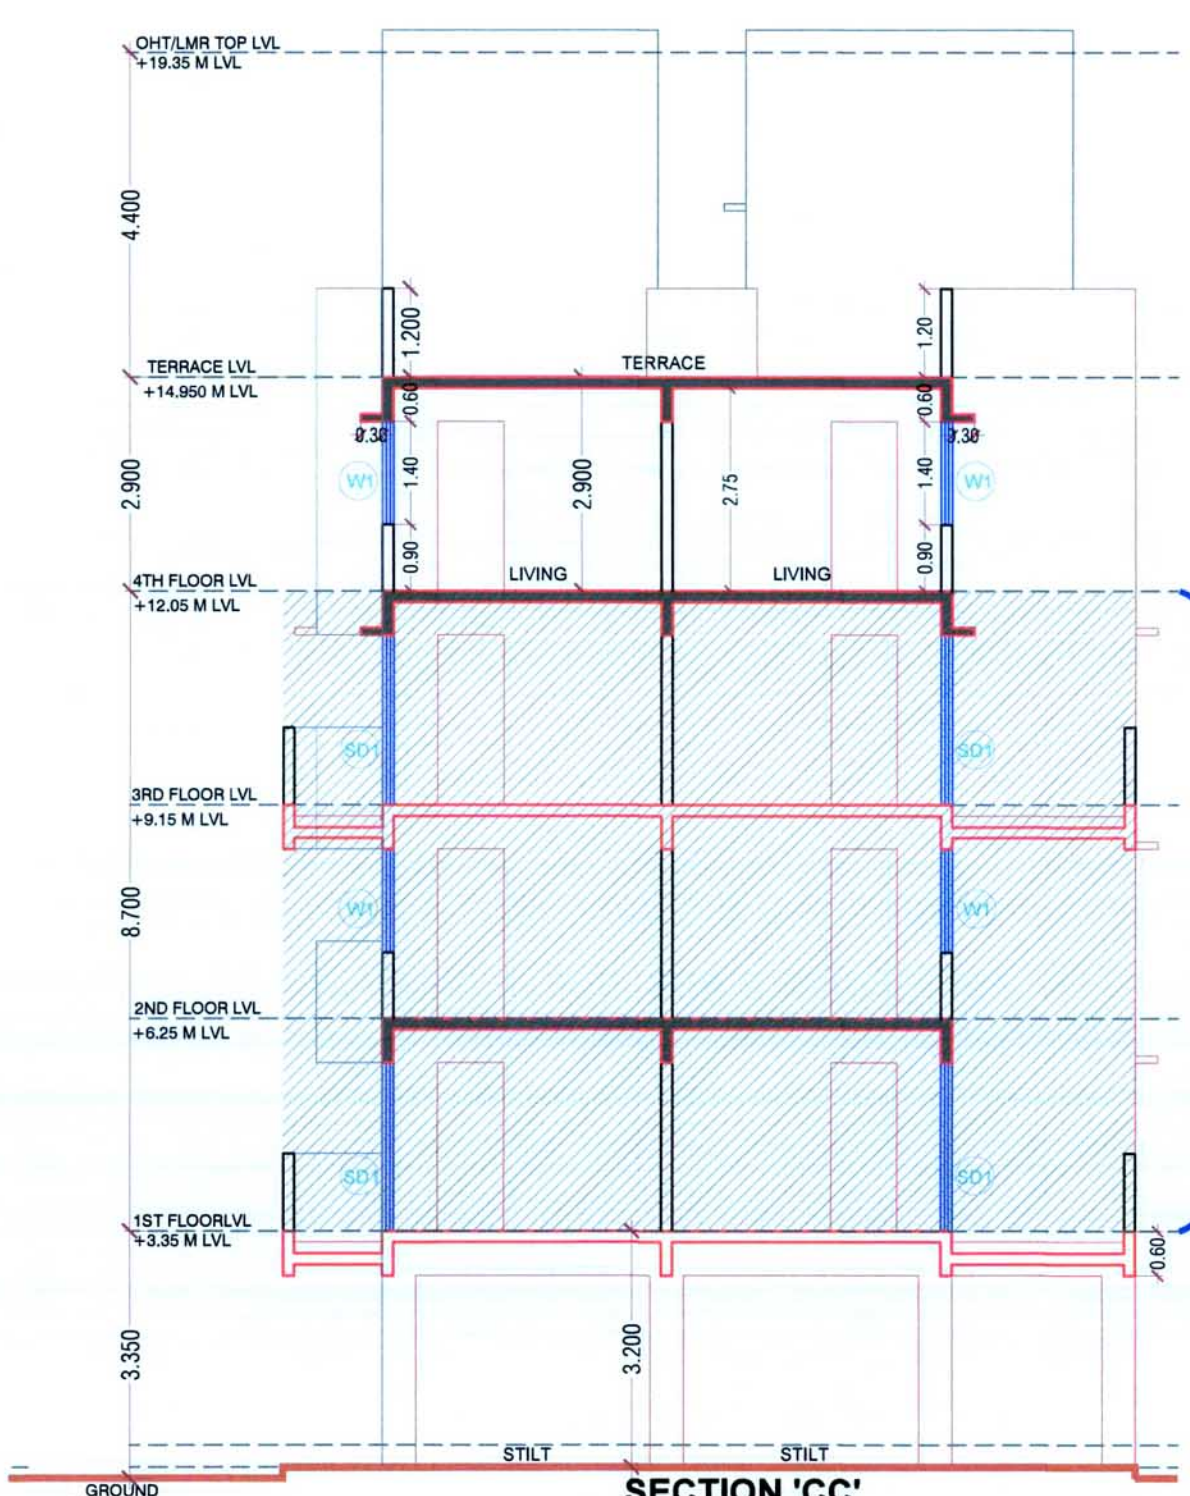 OHT/LMR TOP LVL
+19.35 M LVL
4.400
1.200
1.20
TERRACE LVL
TERRACE
+14.950 M LVL
0.60
0.60
0.30
0.30
W1
W1
2.900
1.40
2.900
2.75
1.40
0.90
0.90
4TH FLOOR LVL
LIVING
LIVING
+12.05 M LVL
SD1
SD1
3RD FLOOR LVL
+9.15 M LVL
8.700
W1
W1
2ND FLOOR LVL
+6.25 M LVL
SD1
SD1
1ST FLOORLVL
+3.35 M LVL
0.60
3.350
3.200
STILT
STILT
GROUND
SECTION 'CC'